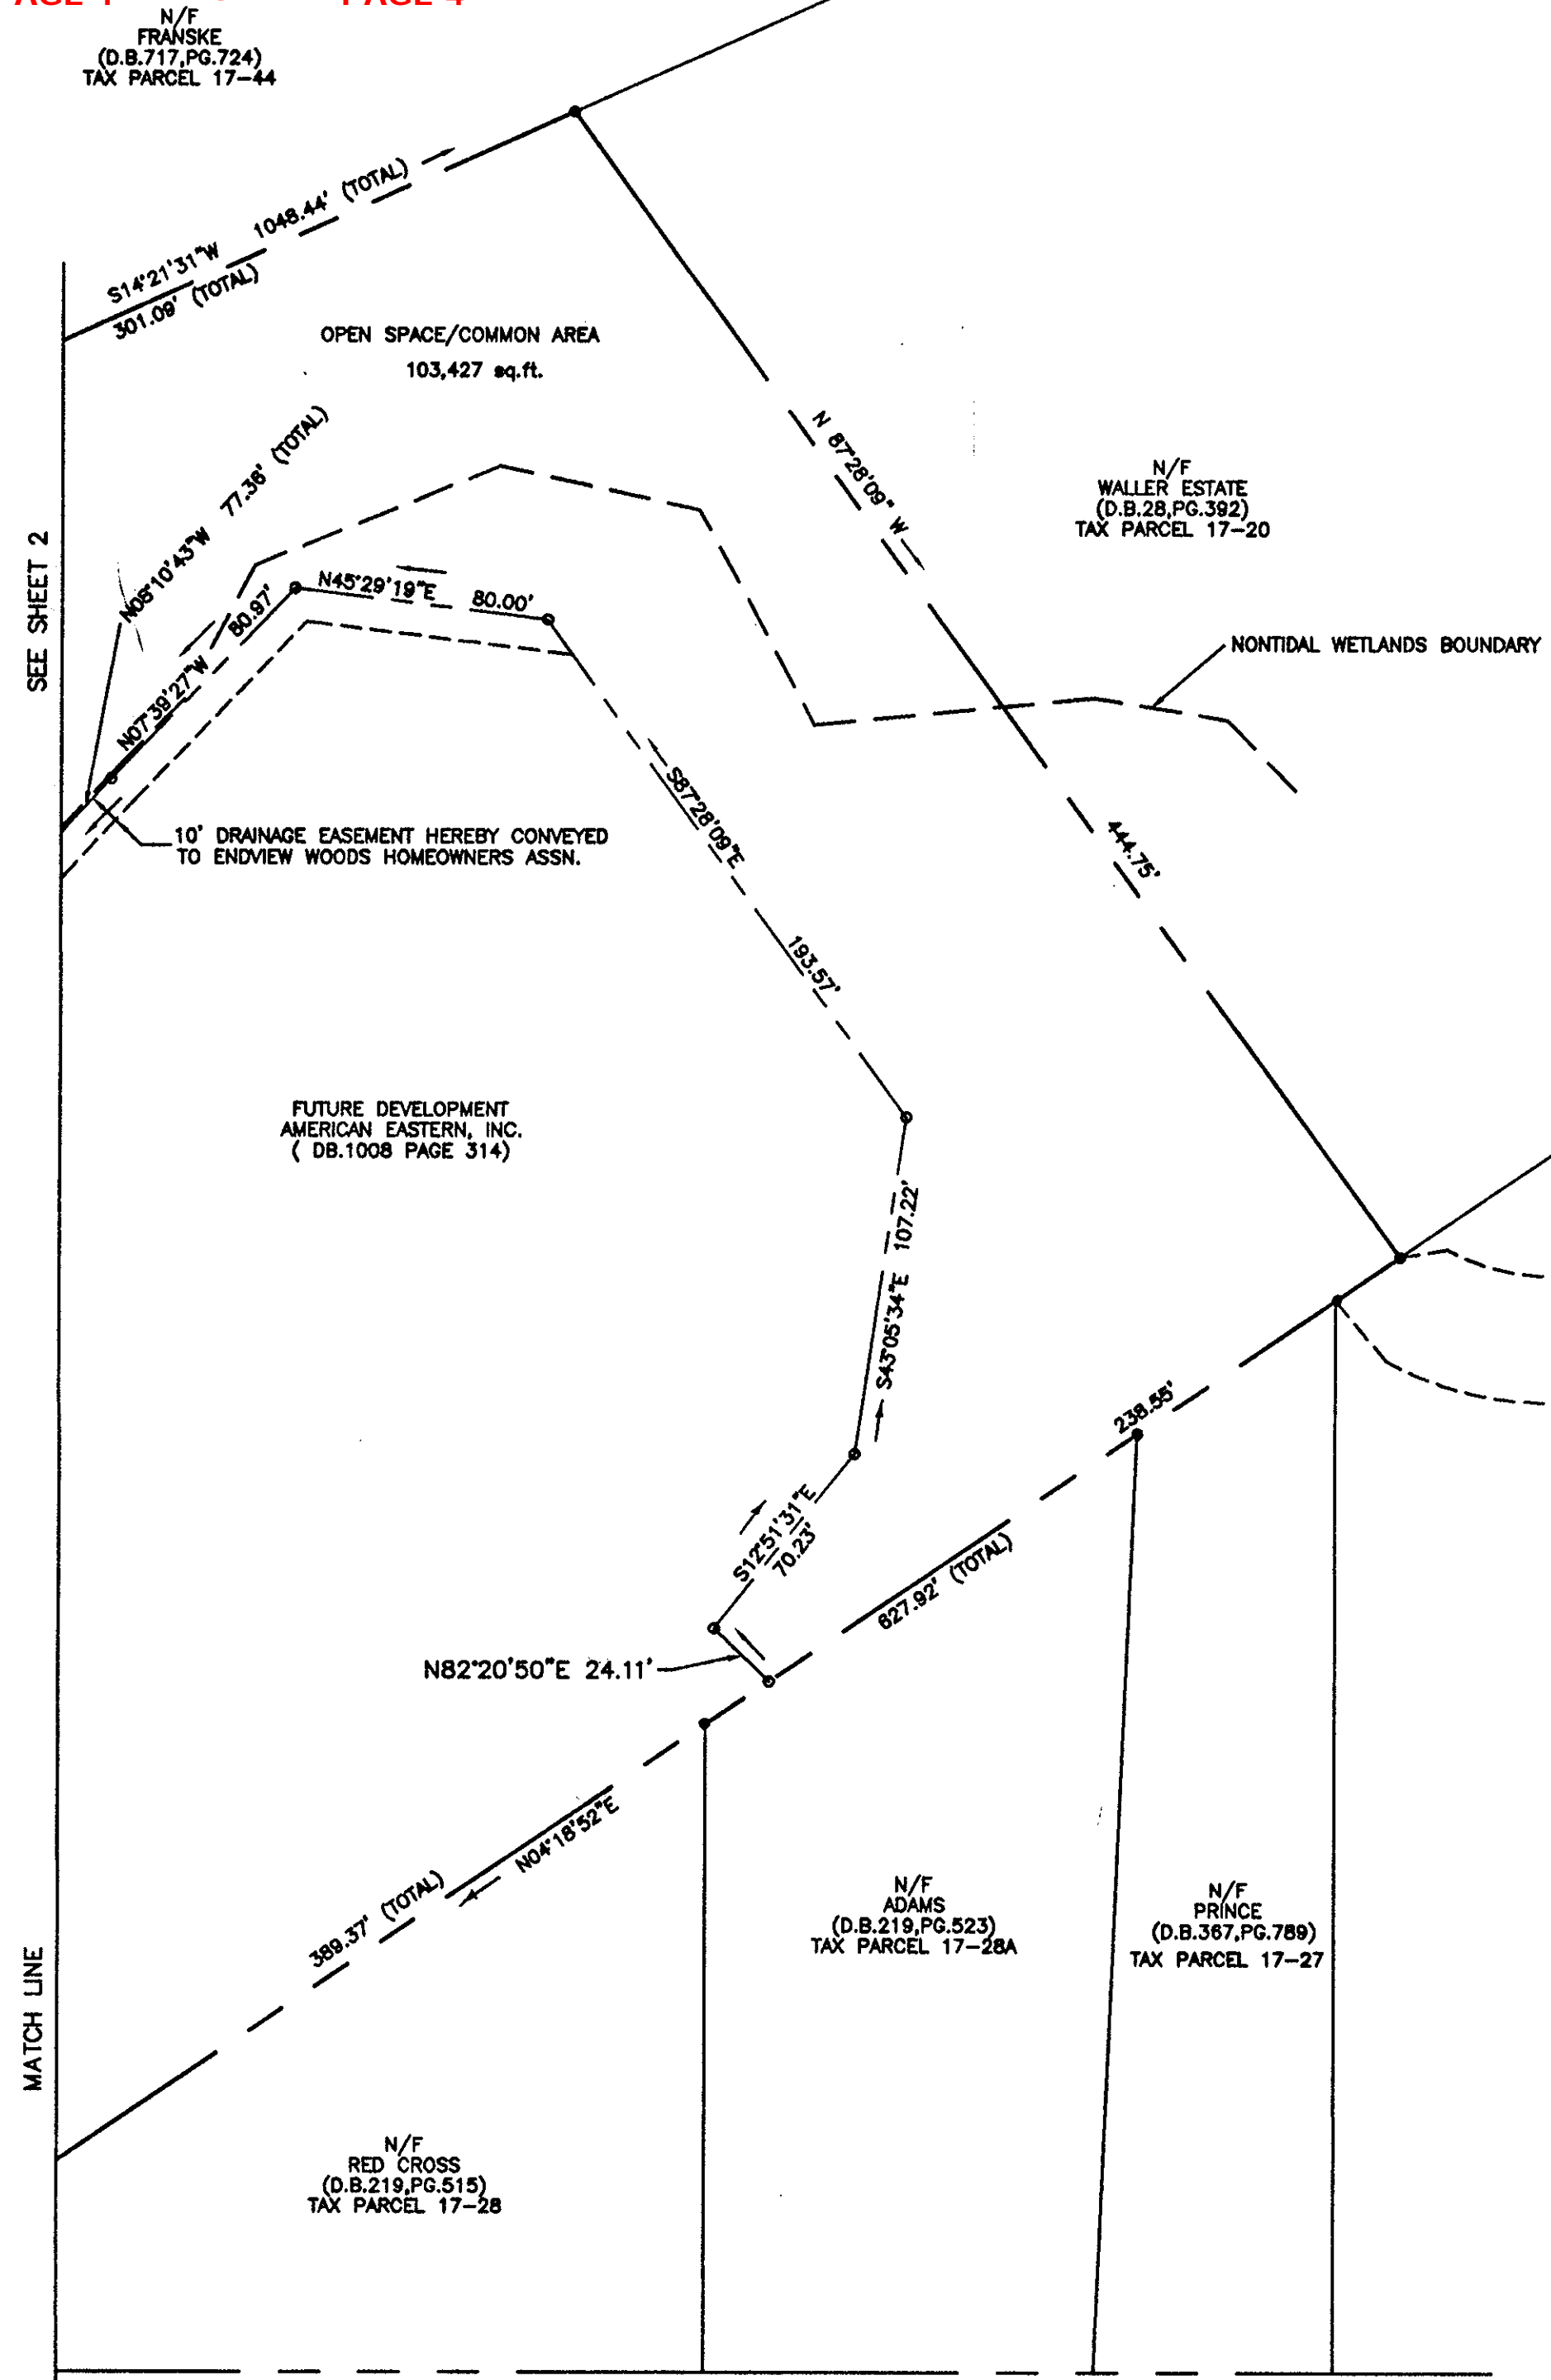 PAGE 4
N/F
FRANSKE
(D.B.717,PG.724)
TAX PARCEL 17-44
S14°21'31"W 1048.44' (TOTAL)
301.09' (TOTAL)
OPEN SPACE/COMMON AREA
103,427 sq.ft.
N 87°28'09" W
444.75'
N/F
WALLER ESTATE
(D.B.28,PG.392)
TAX PARCEL 17-20
SEE SHEET 2
N08°10'43"W 77.36' (TOTAL)
N45°29'19"E 80.00'
N07°39'27"W 80.97'
NONTIDAL WETLANDS BOUNDARY
10' DRAINAGE EASEMENT HEREBY CONVEYED
TO ENDVIEW WOODS HOMEOWNERS ASSN.
S87°28'09"E
193.57'
FUTURE DEVELOPMENT
AMERICAN EASTERN, INC.
( DB.1008 PAGE 314)
S43°05'34"E 107.22'
238.55'
S12°51'31"E
70.23'
627.92' (TOTAL)
N82°20'50"E 24.11'
N04°18'52"E
389.37' (TOTAL)
N/F
ADAMS
(D.B.219,PG.523)
TAX PARCEL 17-28A
N/F
PRINCE
(D.B.367,PG.789)
TAX PARCEL 17-27
MATCH LINE
N/F
RED CROSS
(D.B.219,PG.515)
TAX PARCEL 17-28